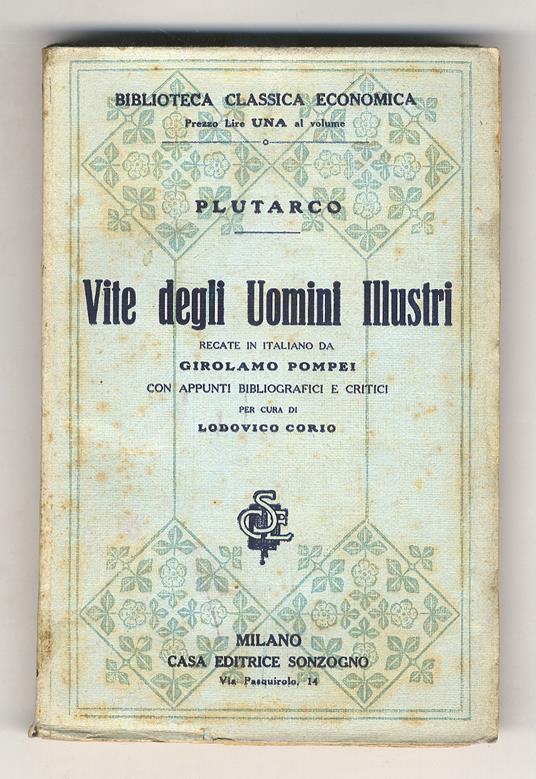 BIBLIOTECA CLASSICA ECONOMICA
Prezzo Lire UNA al volume
PLUTARCO
Vite degli Uomini Illustri
RECATE IN ITALIANO DA
GIROLAMO POMPEI
CON APPUNTI BIBLIOGRAFICI E CRITICI
PER CURA DI
LODOVICO CORIO
MILANO
CASA EDITRICE SONZOGNO
Via Pasquirolo, 14